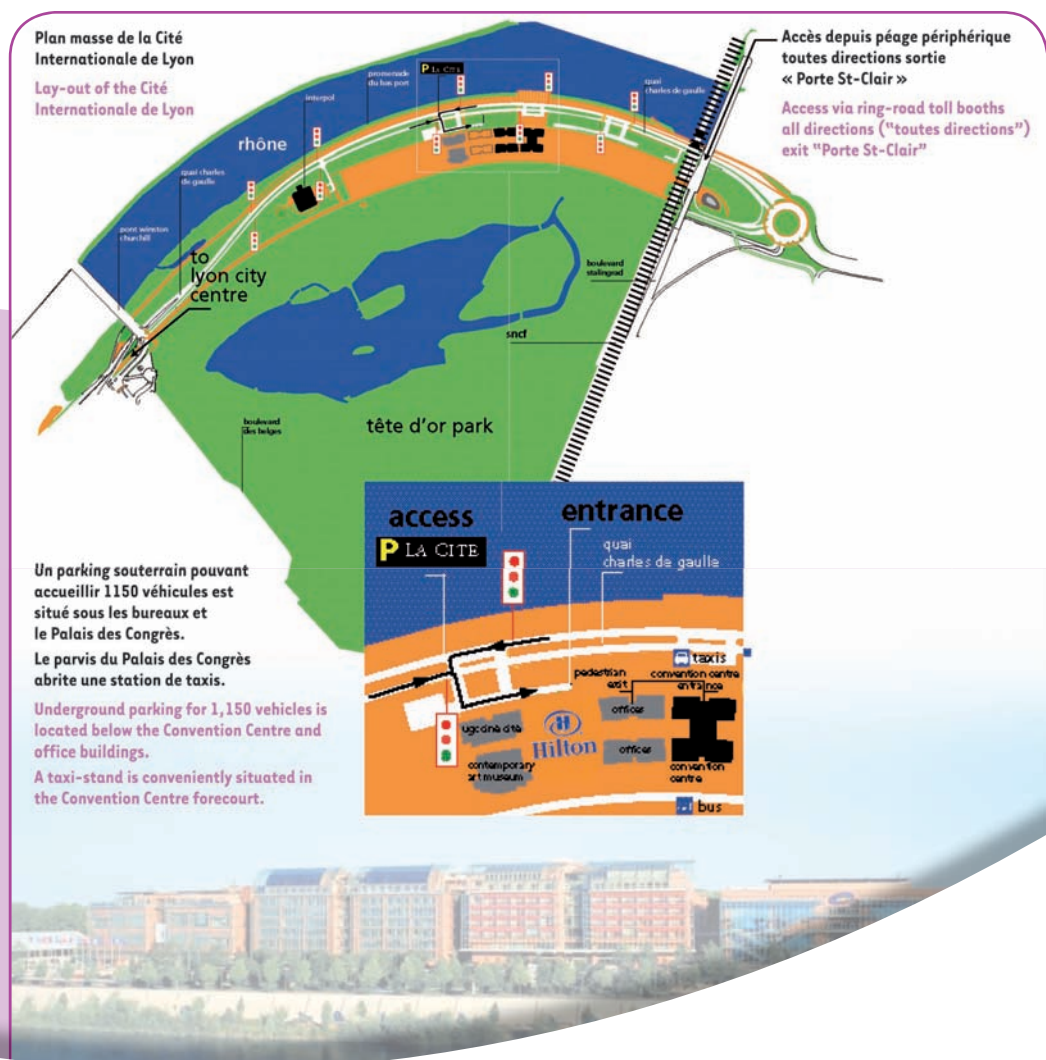 Plan masse de la Cité
Internationale de Lyon
Lay-out of the Cité
Internationale de Lyon
Accès depuis péage périphérique
toutes directions sortie
« Porte St-Clair »
Access via ring-road toll booths
all directions ("toutes directions")
exit "Porte St-Clair"
P LA CITE
promenade
du bas port
interpol
quai
charles de gaulle
rhône
quai charles
de gaulle
pont winston
churchill
to
lyon city
centre
boulevard
stalingrad
sncf
tête d'or park
boulevard
des belges
access
entrance
P LA CITE
quai
charles de gaulle
taxis
pedestrian
exit
convention centre
entrance
offices
ugc ciné cité
Hilton
offices
contemporary
art museum
convention
centre
bus
Un parking souterrain pouvant
accueillir 1150 véhicules est
situé sous les bureaux et
le Palais des Congrès.
Le parvis du Palais des Congrès
abrite une station de taxis.
Underground parking for 1,150 vehicles is
located below the Convention Centre and
office buildings.
A taxi-stand is conveniently situated in
the Convention Centre forecourt.